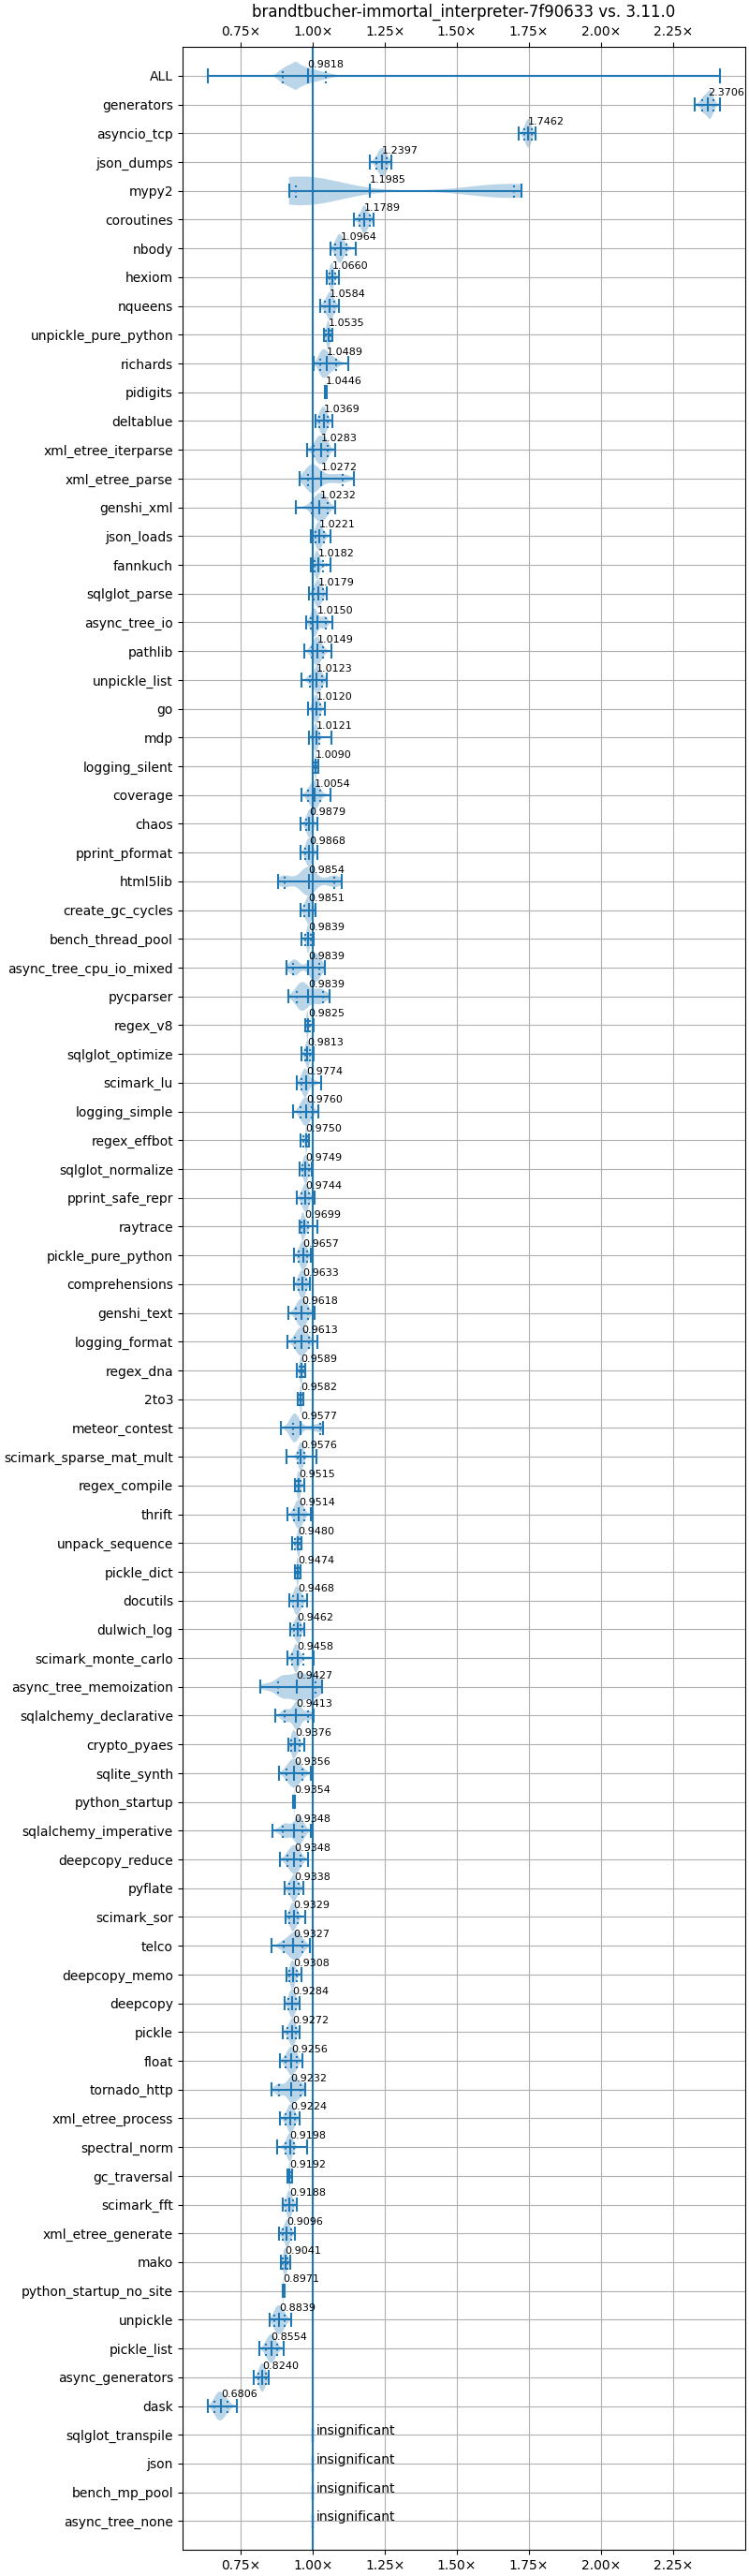 brandtbucher-immortal_interpreter-7f90633 vs. 3.11.0
0.75× 1.00× 1.25× 1.50× 1.75× 2.00× 2.25×
ALL 0.9818
generators 2.3706
asyncio_tcp 1.7462
json_dumps 1.2397
mypy2 1.1985
coroutines 1.1789
nbody 1.0964
hexiom 1.0660
nqueens 1.0584
unpickle_pure_python 1.0535
richards 1.0489
pidigits 1.0446
deltablue 1.0369
xml_etree_iterparse 1.0283
xml_etree_parse 1.0272
genshi_xml 1.0232
json_loads 1.0221
fannkuch 1.0182
sqlglot_parse 1.0179
async_tree_io 1.0150
pathlib 1.0149
unpickle_list 1.0123
go 1.0120
mdp 1.0121
logging_silent 1.0090
coverage 1.0054
chaos 0.9879
pprint_pformat 0.9868
html5lib 0.9854
create_gc_cycles 0.9851
bench_thread_pool 0.9839
async_tree_cpu_io_mixed 0.9839
pycparser 0.9839
regex_v8 0.9825
sqlglot_optimize 0.9813
scimark_lu 0.9774
logging_simple 0.9760
regex_effbot 0.9750
sqlglot_normalize 0.9749
pprint_safe_repr 0.9744
raytrace 0.9699
pickle_pure_python 0.9657
comprehensions 0.9633
genshi_text 0.9618
logging_format 0.9613
regex_dna 0.9589
2to3 0.9582
meteor_contest 0.9577
scimark_sparse_mat_mult 0.9576
regex_compile 0.9515
thrift 0.9514
unpack_sequence 0.9480
pickle_dict 0.9474
docutils 0.9468
dulwich_log 0.9462
scimark_monte_carlo 0.9458
async_tree_memoization 0.9427
sqlalchemy_declarative 0.9413
crypto_pyaes 0.9376
sqlite_synth 0.9356
python_startup 0.9354
sqlalchemy_imperative 0.9348
deepcopy_reduce 0.9348
pyflate 0.9338
scimark_sor 0.9329
telco 0.9327
deepcopy_memo 0.9308
deepcopy 0.9284
pickle 0.9272
float 0.9256
tornado_http 0.9232
xml_etree_process 0.9224
spectral_norm 0.9198
gc_traversal 0.9192
scimark_fft 0.9188
xml_etree_generate 0.9096
mako 0.9041
python_startup_no_site 0.8971
unpickle 0.8839
pickle_list 0.8554
async_generators 0.8240
dask 0.6806
sqlglot_transpile insignificant
json insignificant
bench_mp_pool insignificant
async_tree_none insignificant
0.75× 1.00× 1.25× 1.50× 1.75× 2.00× 2.25×